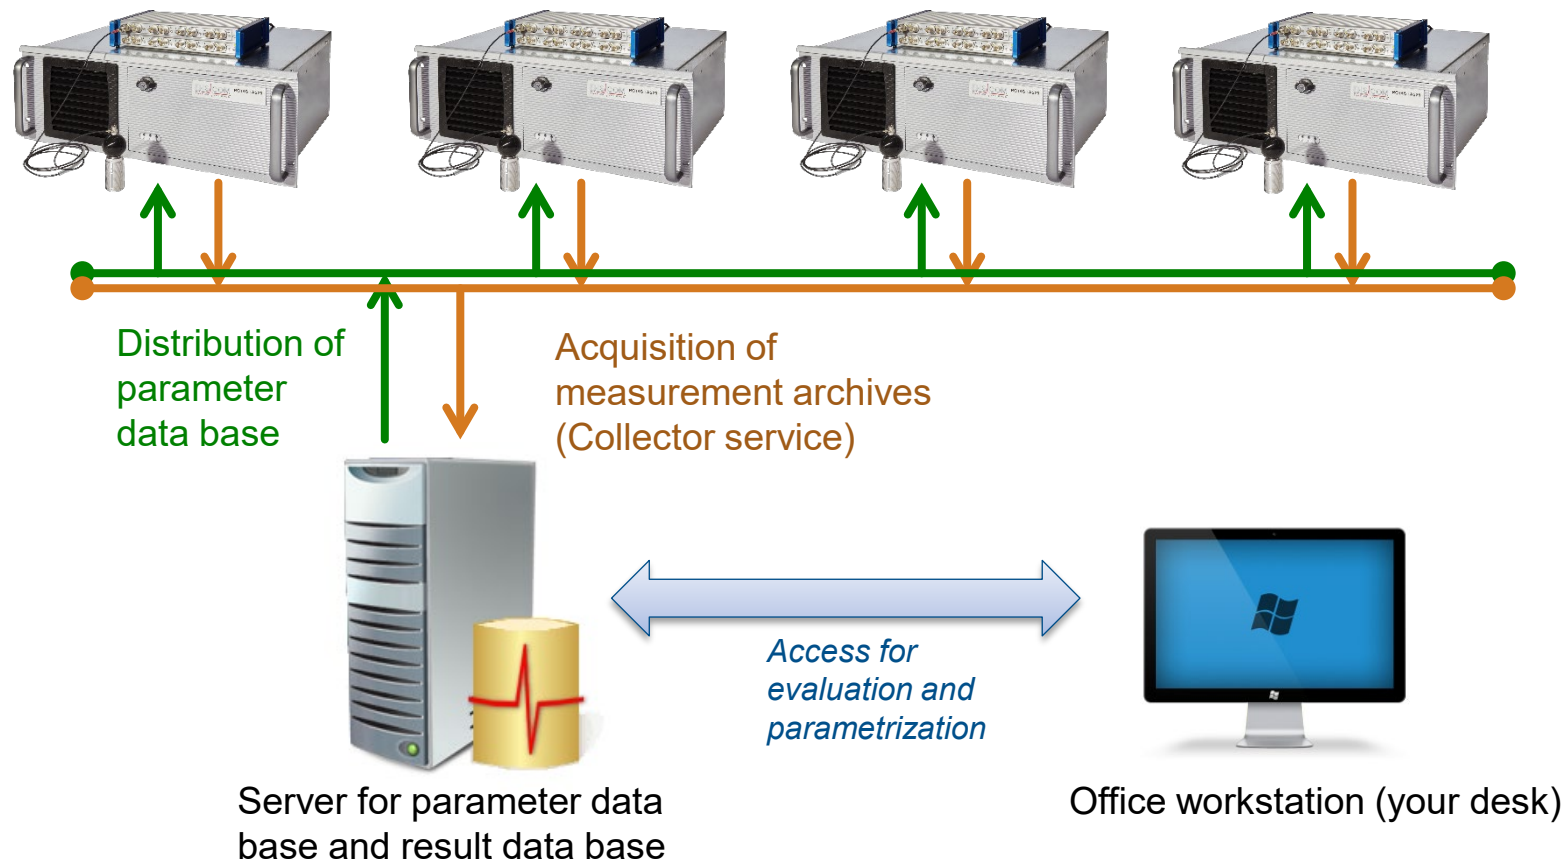 Distribution of
parameter
data base
Acquisition of
measurement archives
(Collector service)
Access for
evaluation and
parametrization
Server for parameter data
base and result data base
Office workstation (your desk)